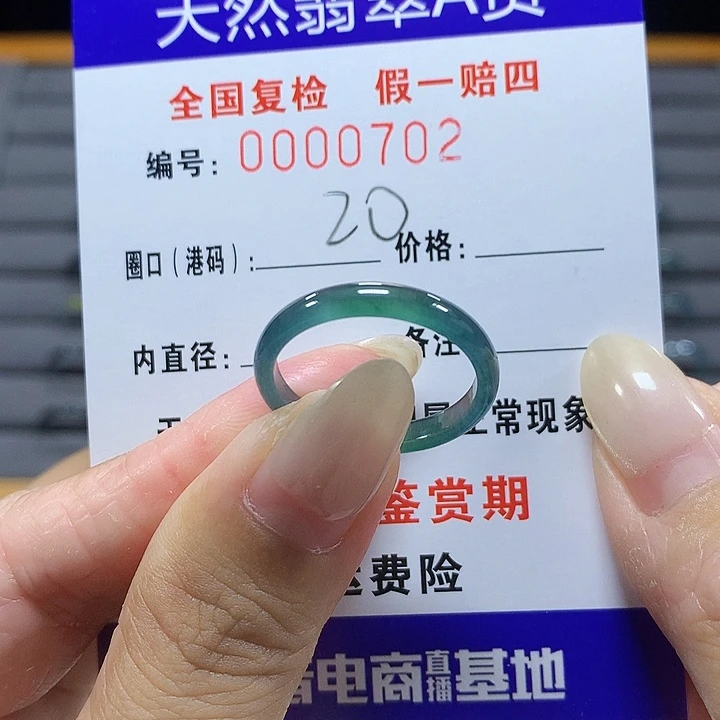 天然翡翠A货
全国复检 假一赔四
编号: 0000702
圈口(港码): 20 价格:
内直径: 备注
正常现象
鉴赏期
运费险
电商直播基地